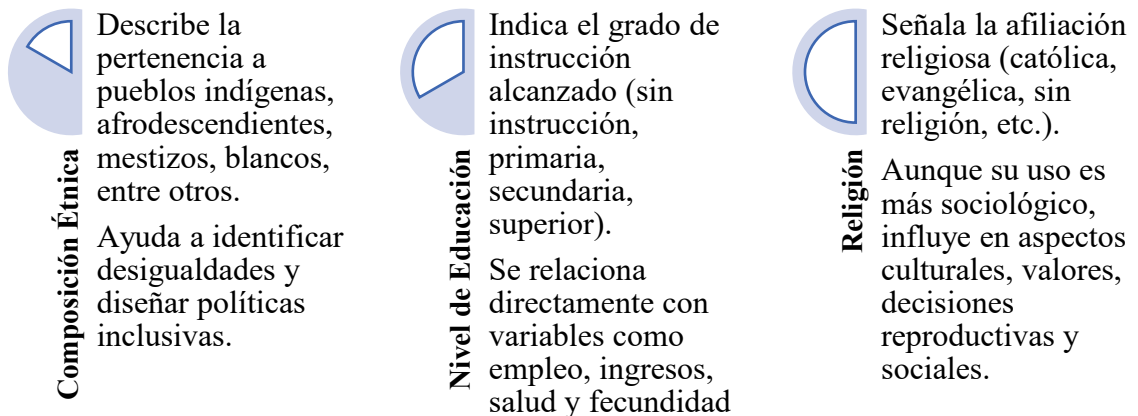 Composición Étnica
Describe la
pertenencia a
pueblos indígenas,
afrodescendientes,
mestizos, blancos,
entre otros.
Ayuda a identificar
desigualdades y
diseñar políticas
inclusivas.
Nivel de Educación
Indica el grado de
instrucción
alcanzado (sin
instrucción,
primaria,
secundaria,
superior).
Se relaciona
directamente con
variables como
empleo, ingresos,
salud y fecundidad
Religión
Señala la afiliación
religiosa (católica,
evangélica, sin
religión, etc.).
Aunque su uso es
más sociológico,
influye en aspectos
culturales, valores,
decisiones
reproductivas y
sociales.